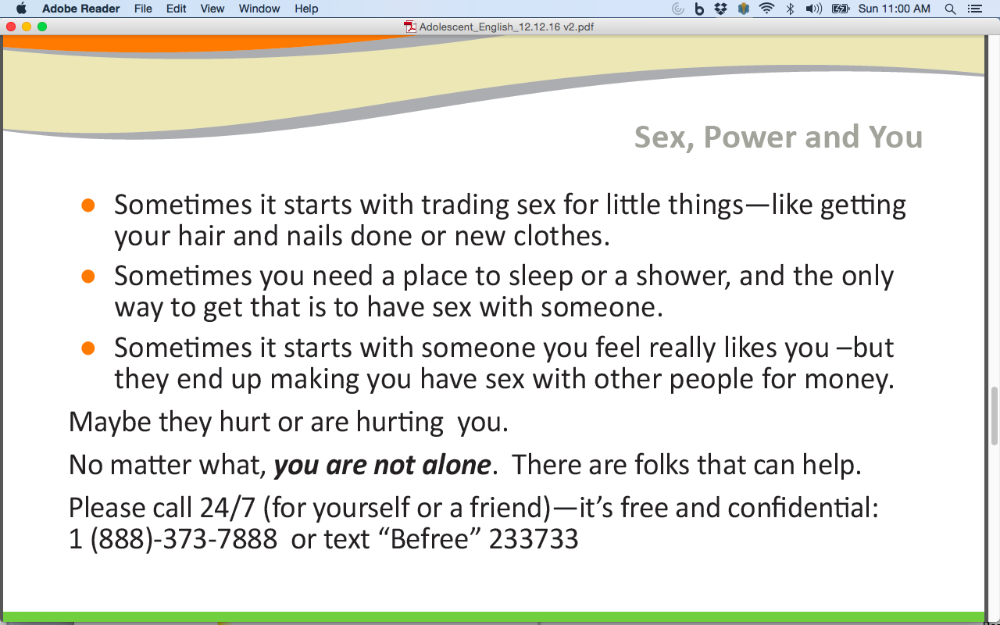 Adobe Reader File Edit View Window Help Sun 11:00 AM
Adolescent_English_12.12.16 v2.pdf
Sex, Power and You
● Sometimes it starts with trading sex for little things—like getting
your hair and nails done or new clothes.
● Sometimes you need a place to sleep or a shower, and the only
way to get that is to have sex with someone.
● Sometimes it starts with someone you feel really likes you –but
they end up making you have sex with other people for money.
Maybe they hurt or are hurting  you.
No matter what, you are not alone.  There are folks that can help.
Please call 24/7 (for yourself or a friend)—it’s free and confidential:
1 (888)-373-7888  or text “Befree” 233733